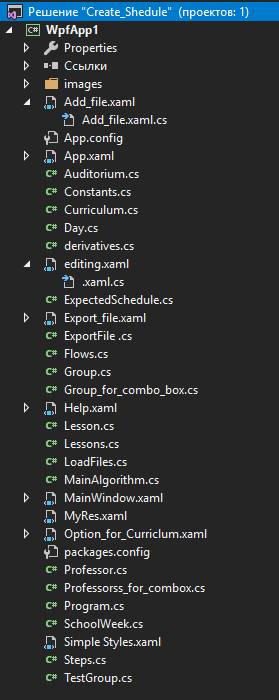 Решение "Create_Shedule" (проектов: 1)
WpfApp1
Properties
Ссылки
images
Add_file.xaml
Add_file.xaml.cs
App.config
App.xaml
Auditorium.cs
Constants.cs
Curriculum.cs
Day.cs
derivatives.cs
editing.xaml
.xaml.cs
ExpectedSchedule.cs
Export_file.xaml
ExportFile .cs
Flows.cs
Group.cs
Group_for_combo_box.cs
Help.xaml
Lesson.cs
Lessons.cs
LoadFiles.cs
MainAlgorithm.cs
MainWindow.xaml
MyRes.xaml
Option_for_Curriclum.xaml
packages.config
Professor.cs
Professorss_for_combox.cs
Program.cs
SchoolWeek.cs
Simple Styles.xaml
Steps.cs
TestGroup.cs